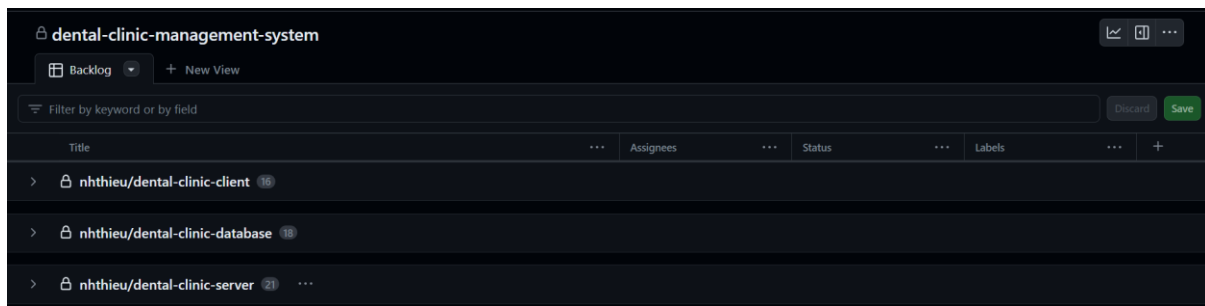 dental-clinic-management-system
Backlog + New View
Filter by keyword or by field Discard Save
Title ... Assignees ... Status ... Labels ... +
nhthieu/dental-clinic-client 16
nhthieu/dental-clinic-database 18
nhthieu/dental-clinic-server 21 ...